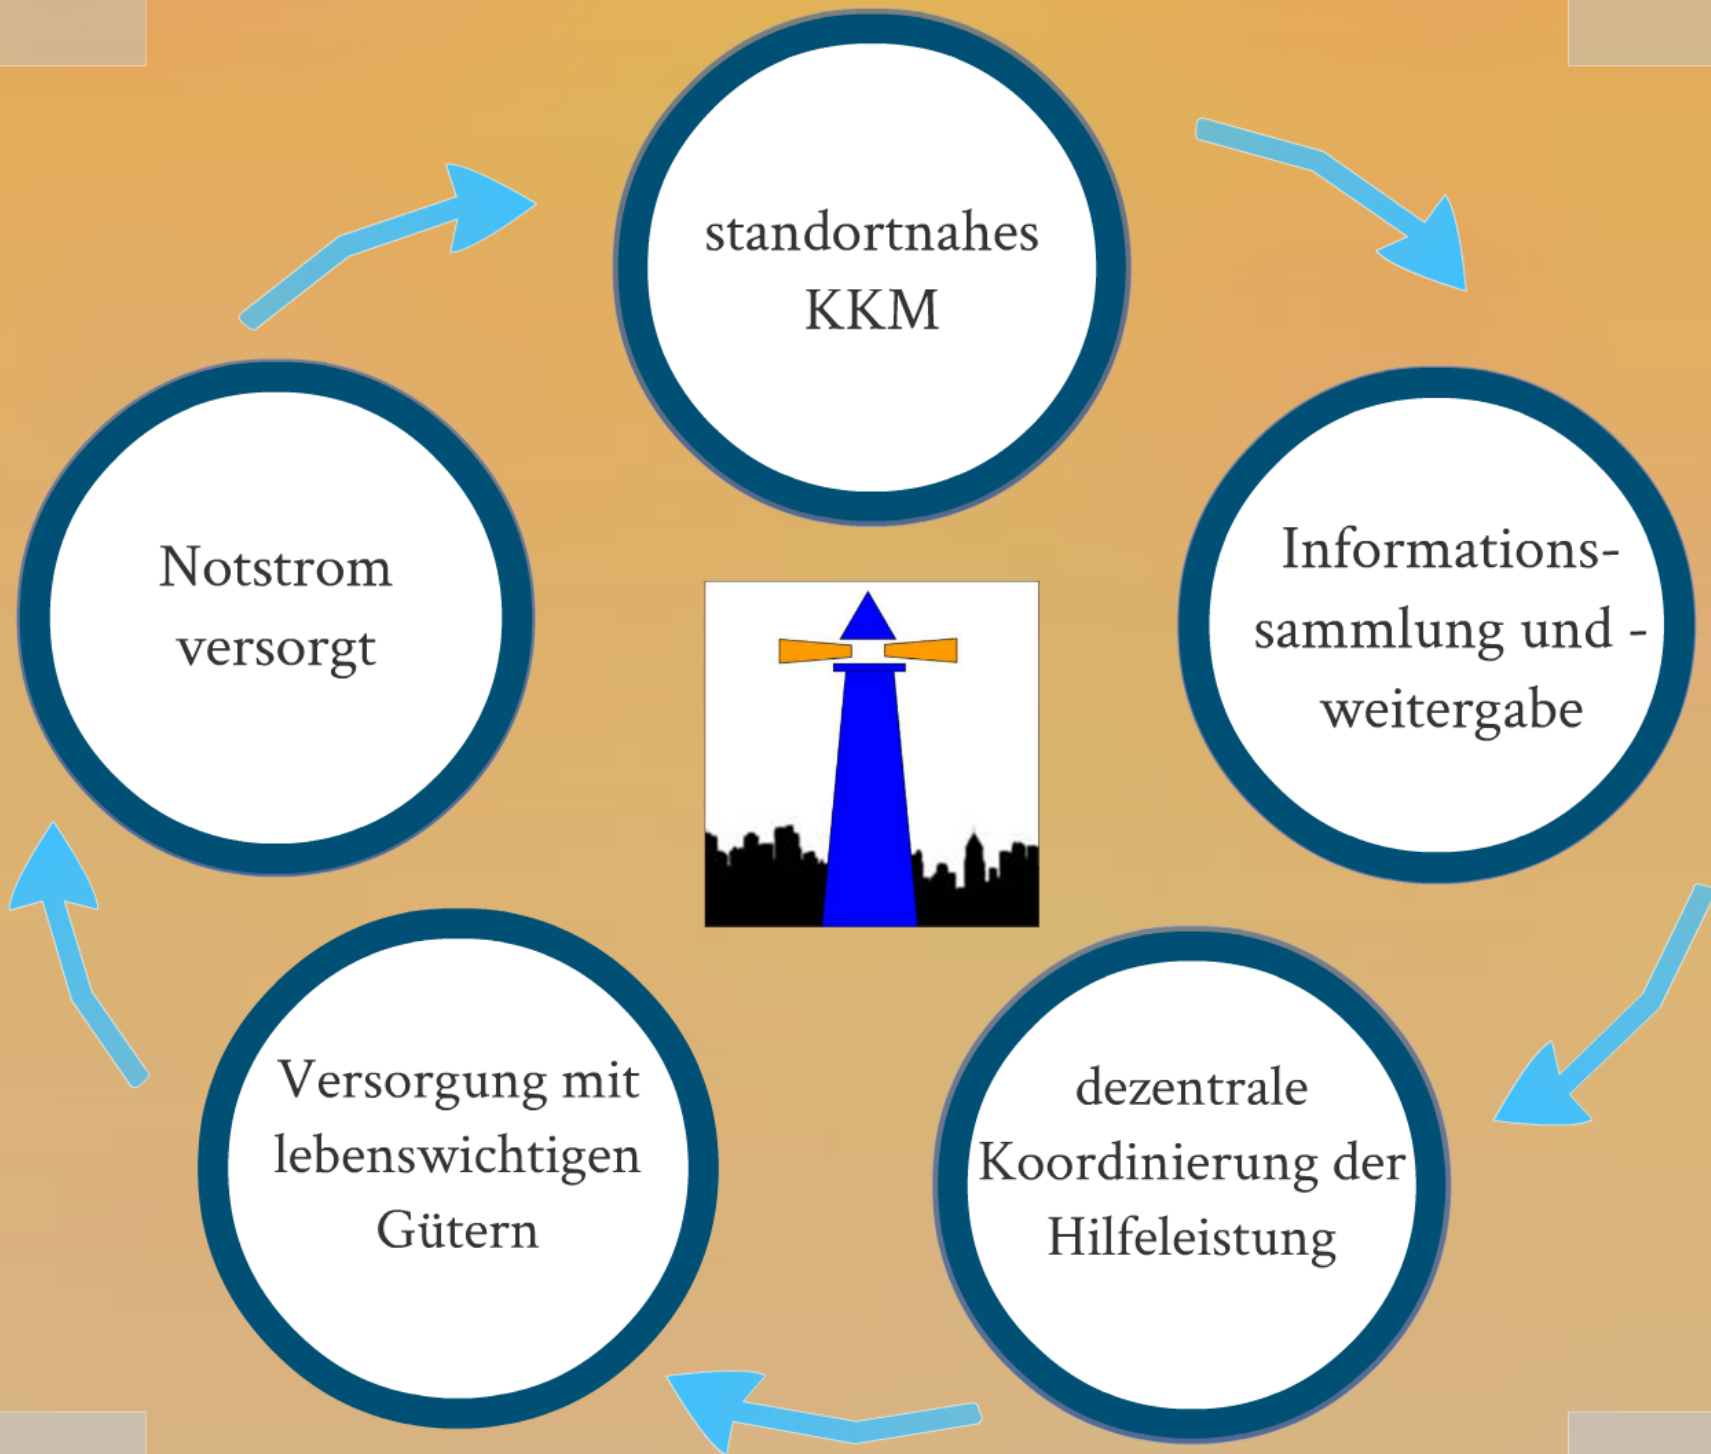 standortnahes
KKM
Informations-
sammlung und -
weitergabe
dezentrale
Koordinierung der
Hilfeleistung
Versorgung mit
lebenswichtigen
Gütern
Notstrom
versorgt